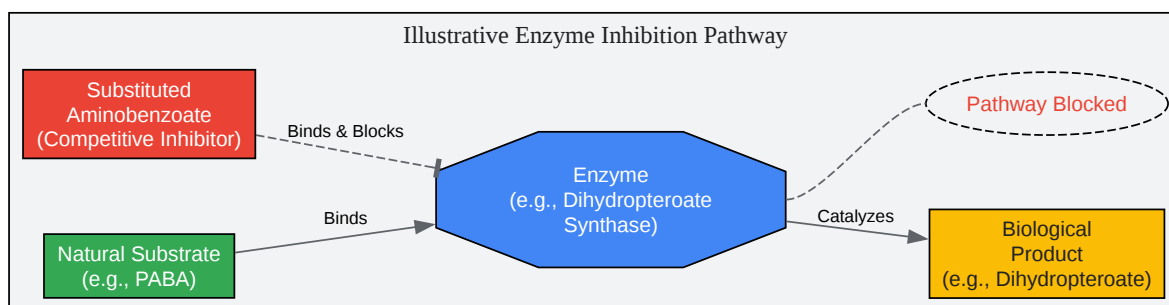 Illustrative Enzyme Inhibition Pathway
Substituted
Aminobenzoate
(Competitive Inhibitor)
Binds & Blocks
Pathway Blocked
Enzyme
(e.g., Dihydropteroate
Synthase)
Binds
Catalyzes
Natural Substrate
(e.g., PABA)
Biological
Product
(e.g., Dihydropteroate)